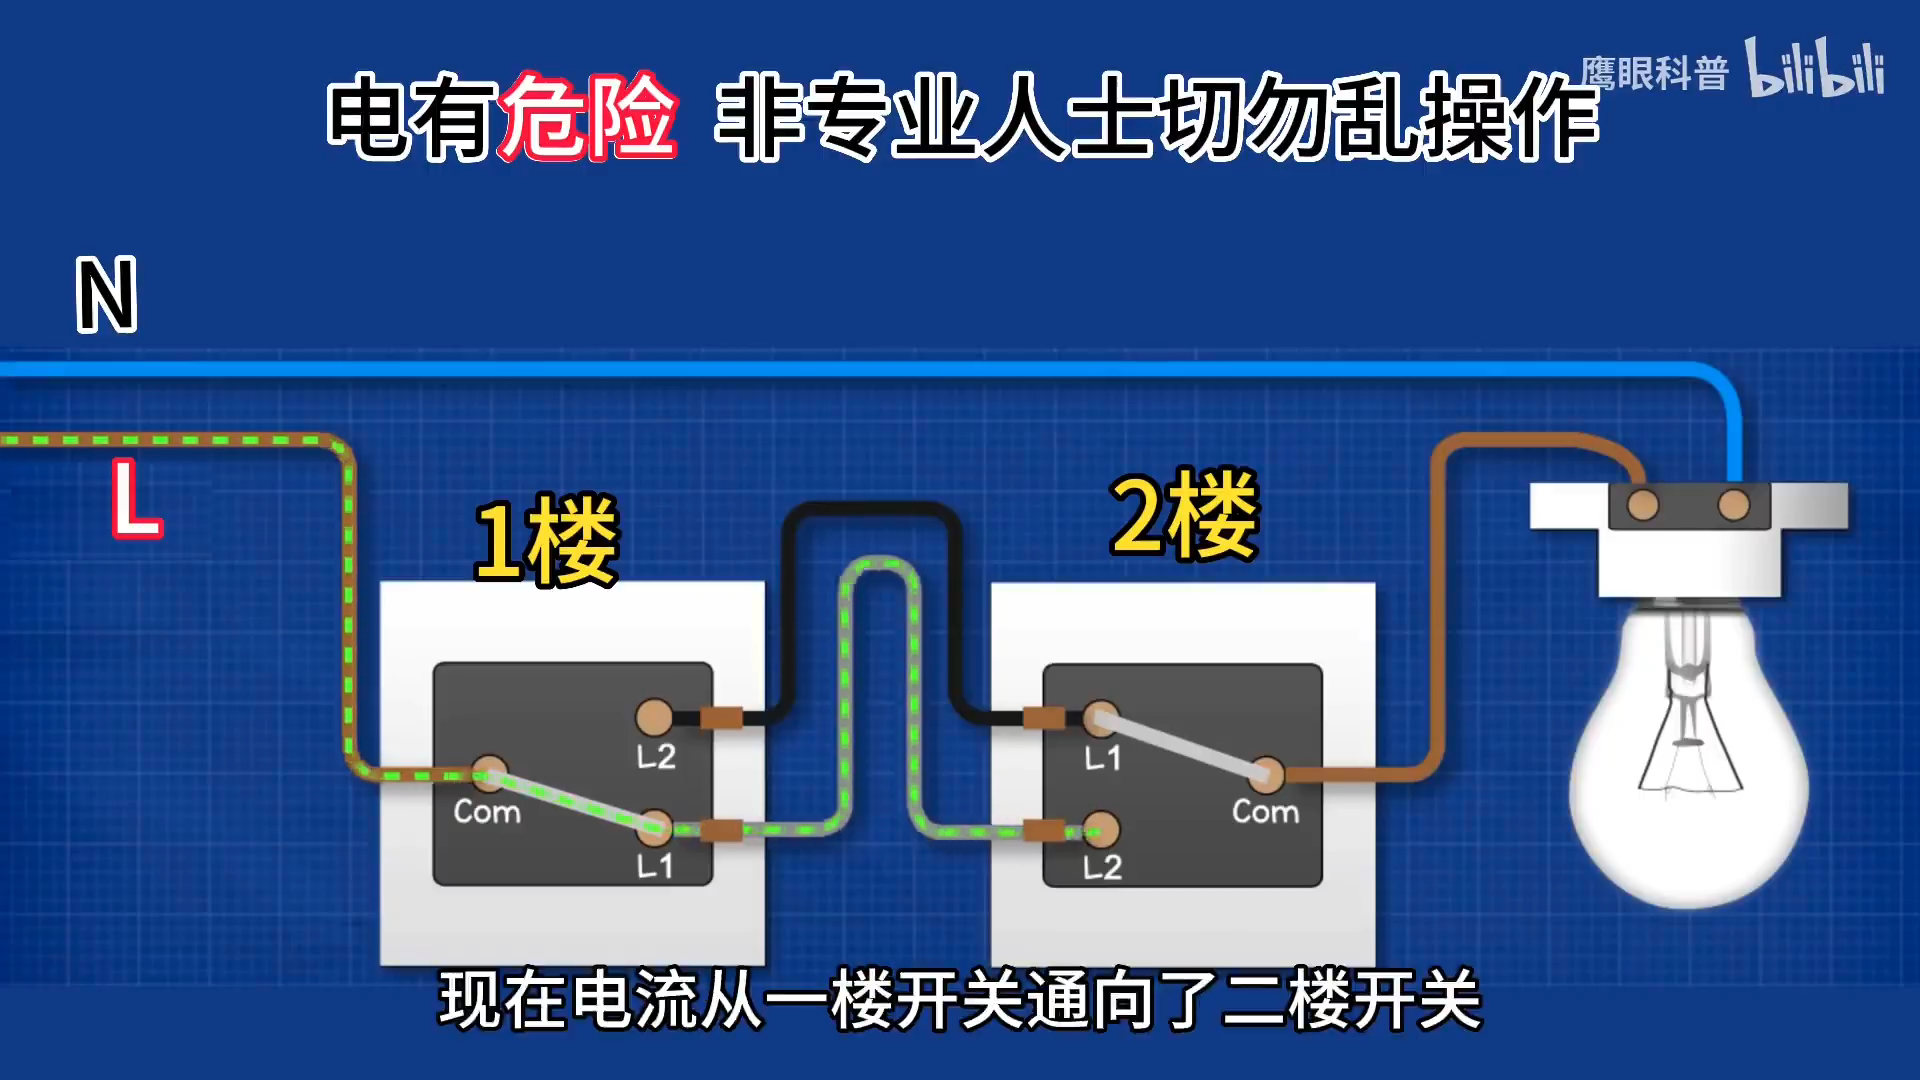 鹰眼科普 bilibili
电有危险 非专业人士切勿乱操作
N
L
1楼
2楼
L2
L1
Com
Com
L1
L2
现在电流从一楼开关通向了二楼开关